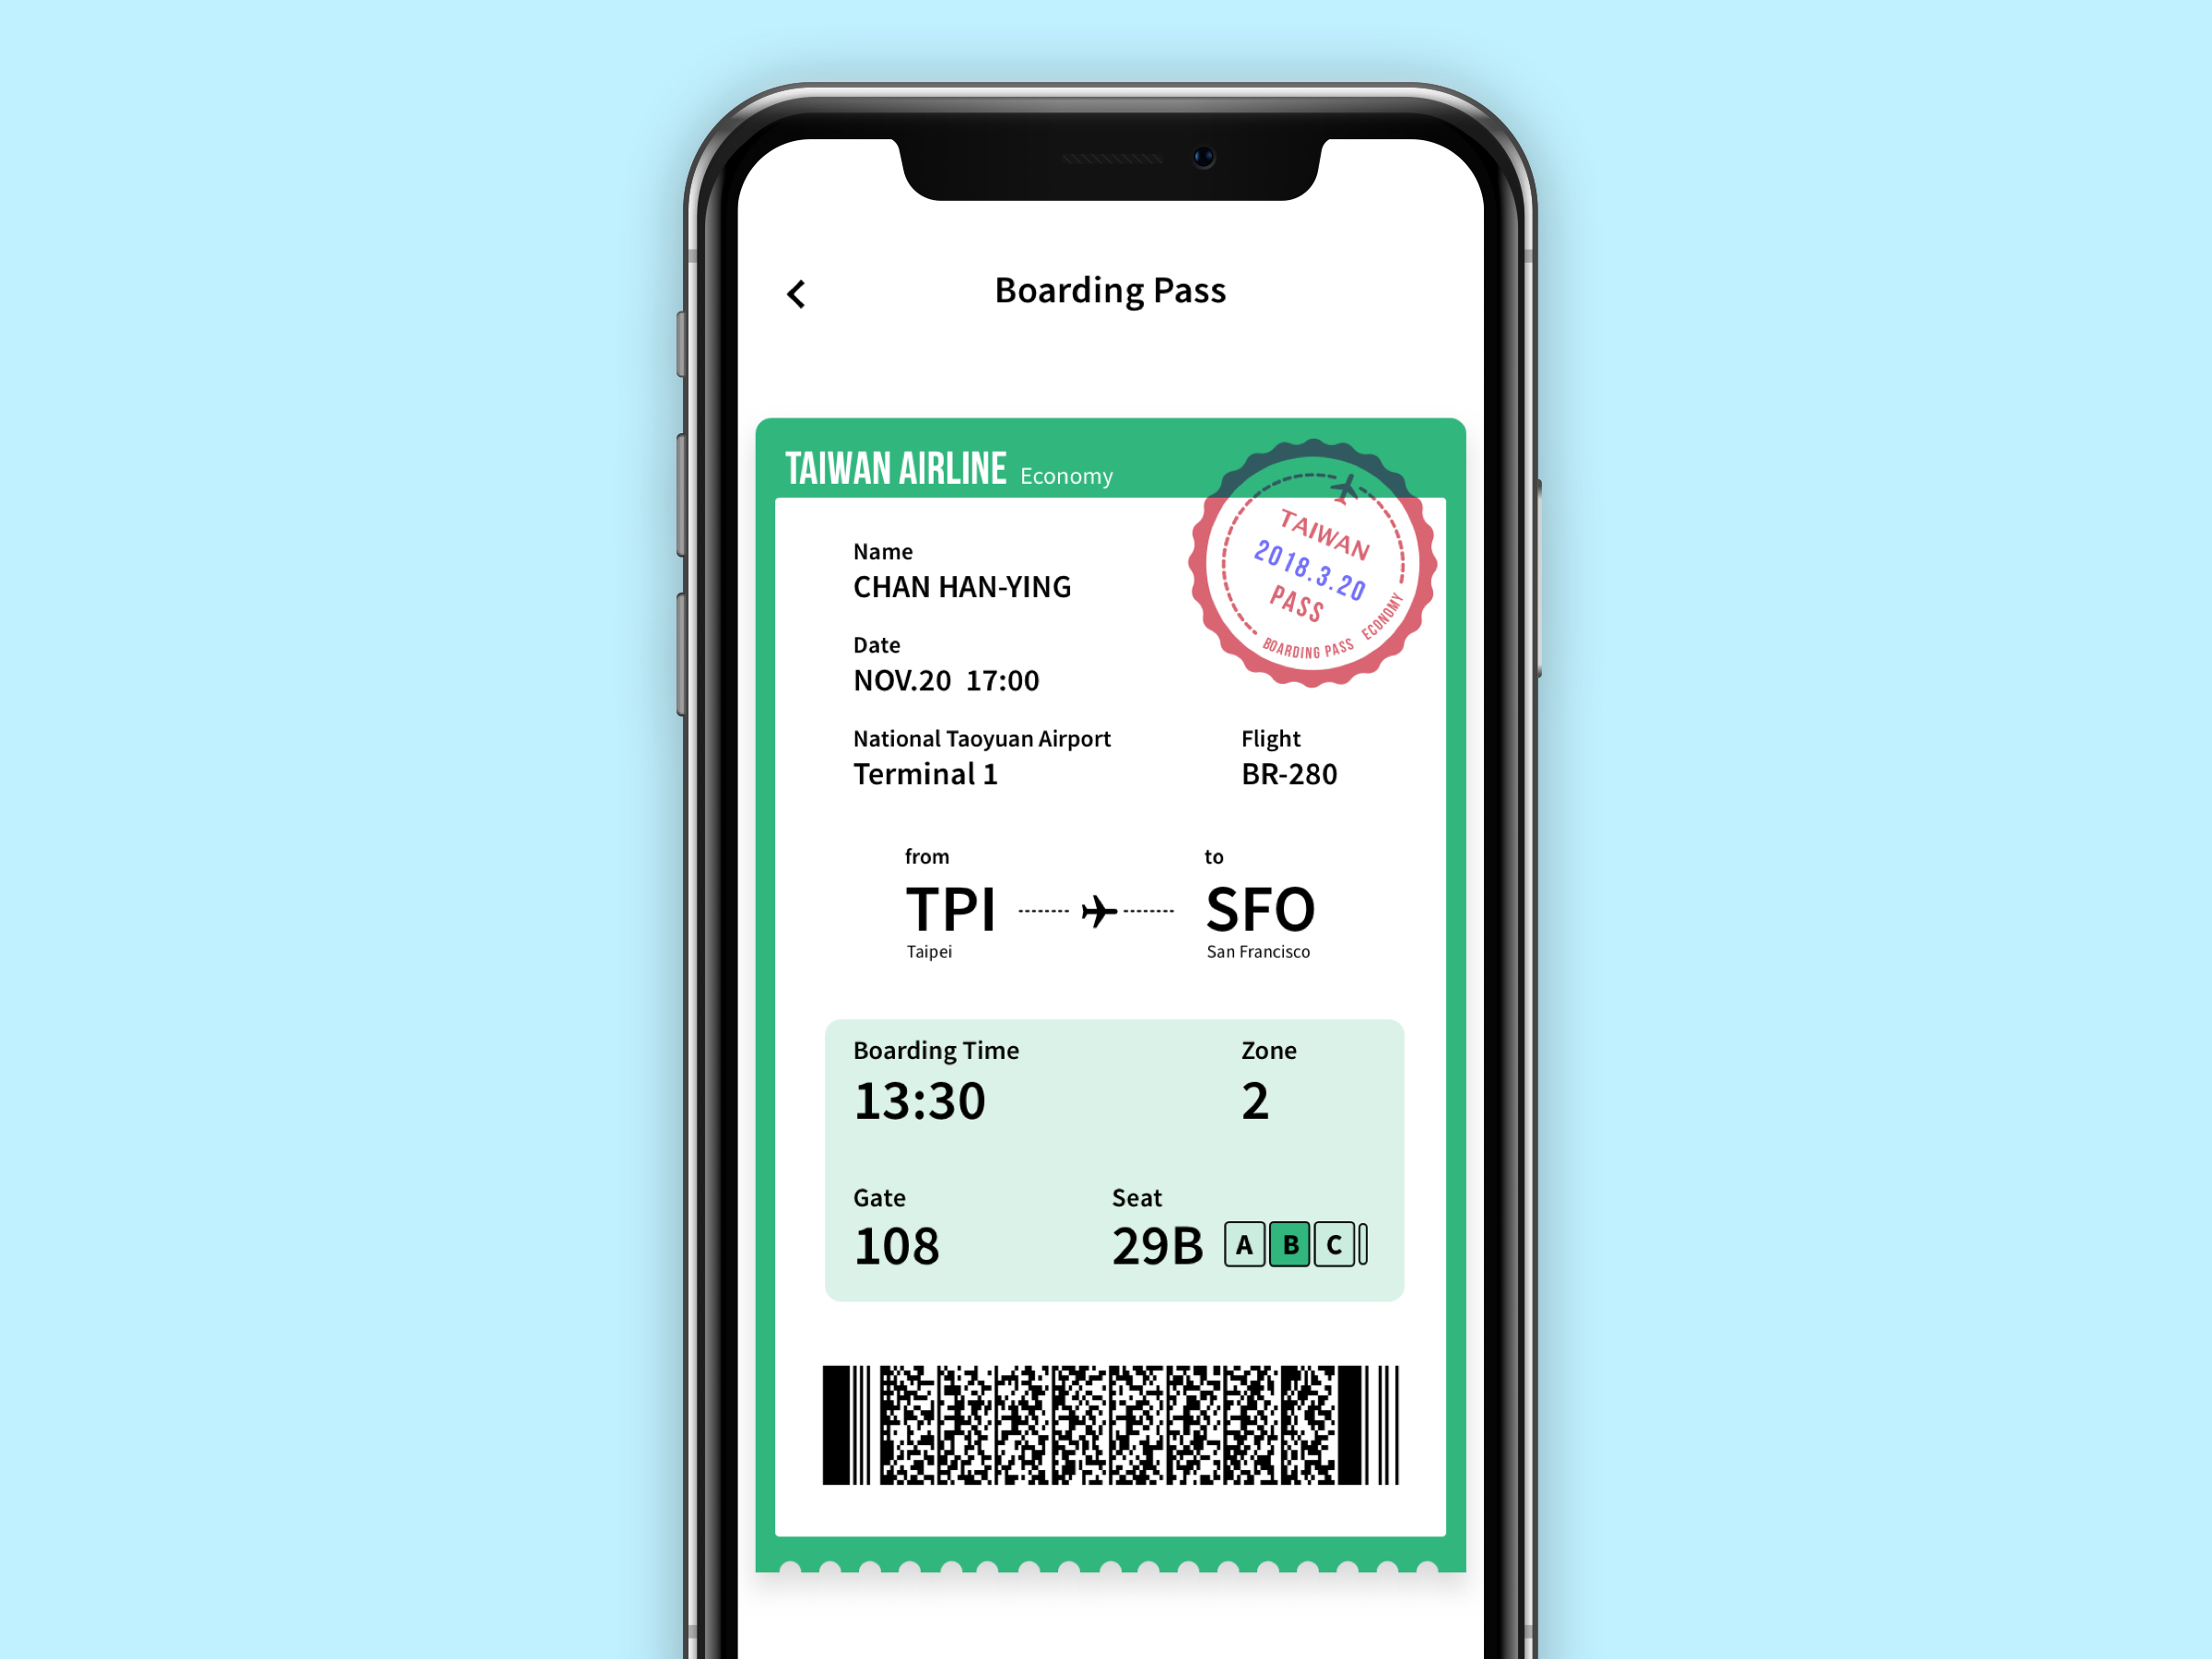 Boarding Pass
TAIWAN AIRLINE Economy
TAIWAN
2018.3.20
PASS
BOARDING PASS ECONOMY
Name
CHAN HAN-YING
Date
NOV.20 17:00
National Taoyuan Airport Flight
Terminal 1 BR-280
from to
TPI SFO
Taipei San Francisco
Boarding Time Zone
13:30 2
Gate Seat
108 29B A B C